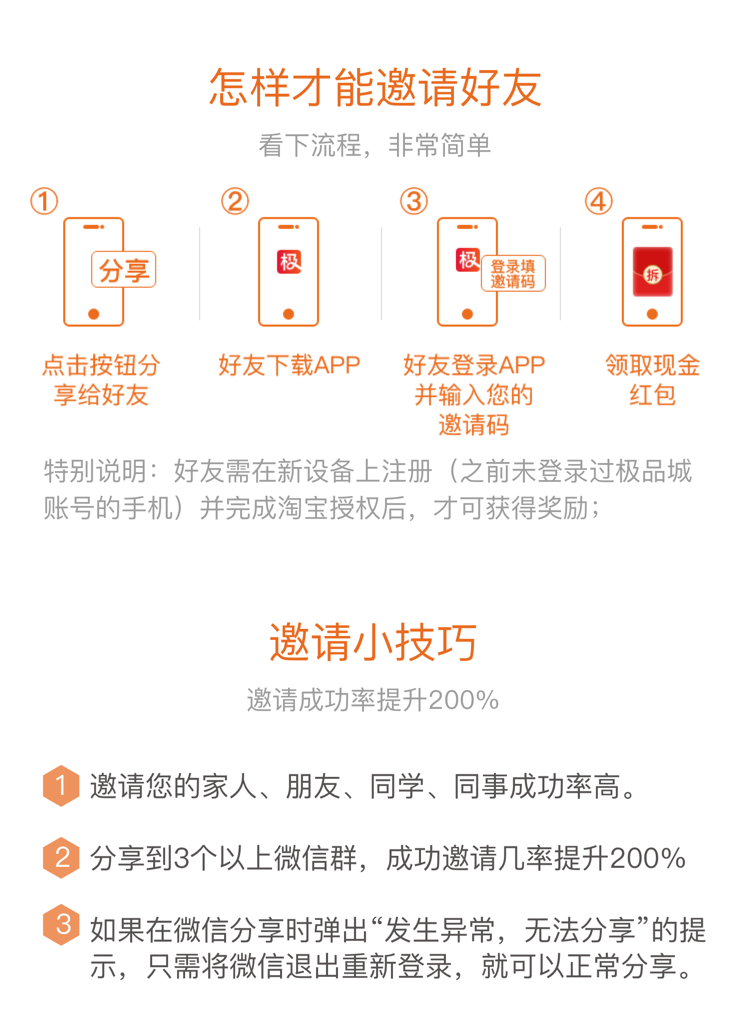 怎样才能邀请好友
看下流程，非常简单
①
分享
点击按钮分
享给好友
②
极
好友下载APP
③
极
登录填
邀请码
好友登录APP
并输入您的
邀请码
④
拆
领取现金
红包
特别说明：好友需在新设备上注册（之前未登录过极品城
账号的手机）并完成淘宝授权后，才可获得奖励；
邀请小技巧
邀请成功率提升200%
1 邀请您的家人、朋友、同学、同事成功率高。
2 分享到3个以上微信群，成功邀请几率提升200%
3 如果在微信分享时弹出“发生异常，无法分享”的提
示，只需将微信退出重新登录，就可以正常分享。